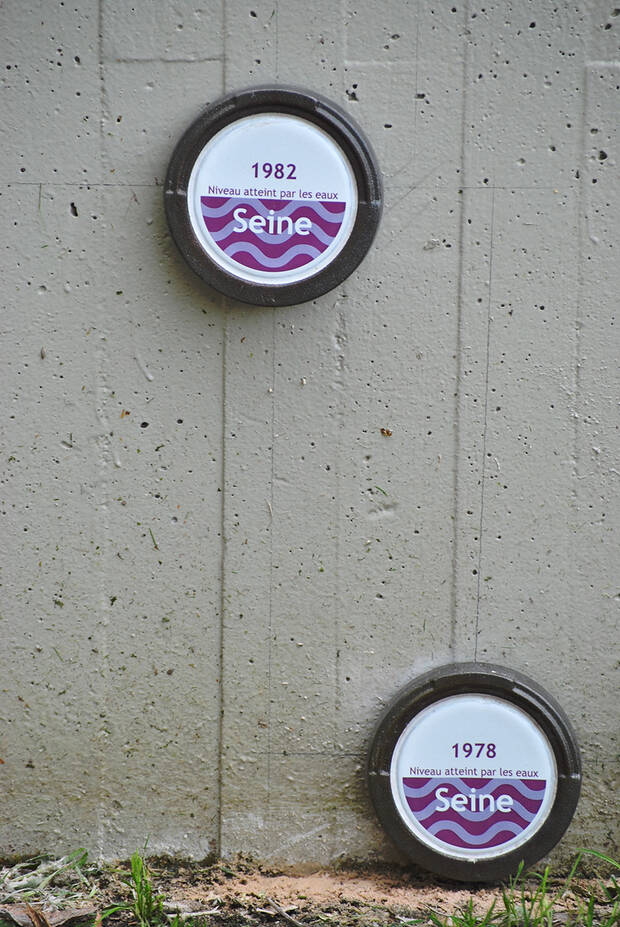 1982
Niveau atteint par les eaux
Seine
1978
Niveau atteint par les eaux
Seine